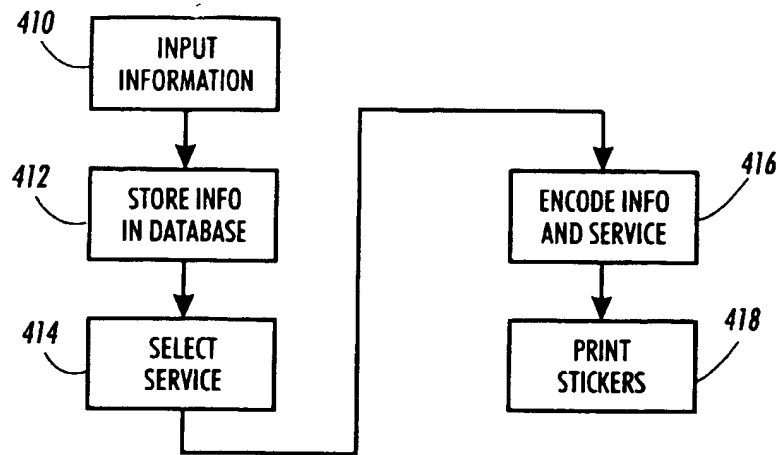 410
INPUT
INFORMATION
412
STORE INFO
IN DATABASE
414
SELECT
SERVICE
416
ENCODE INFO
AND SERVICE
418
PRINT
STICKERS